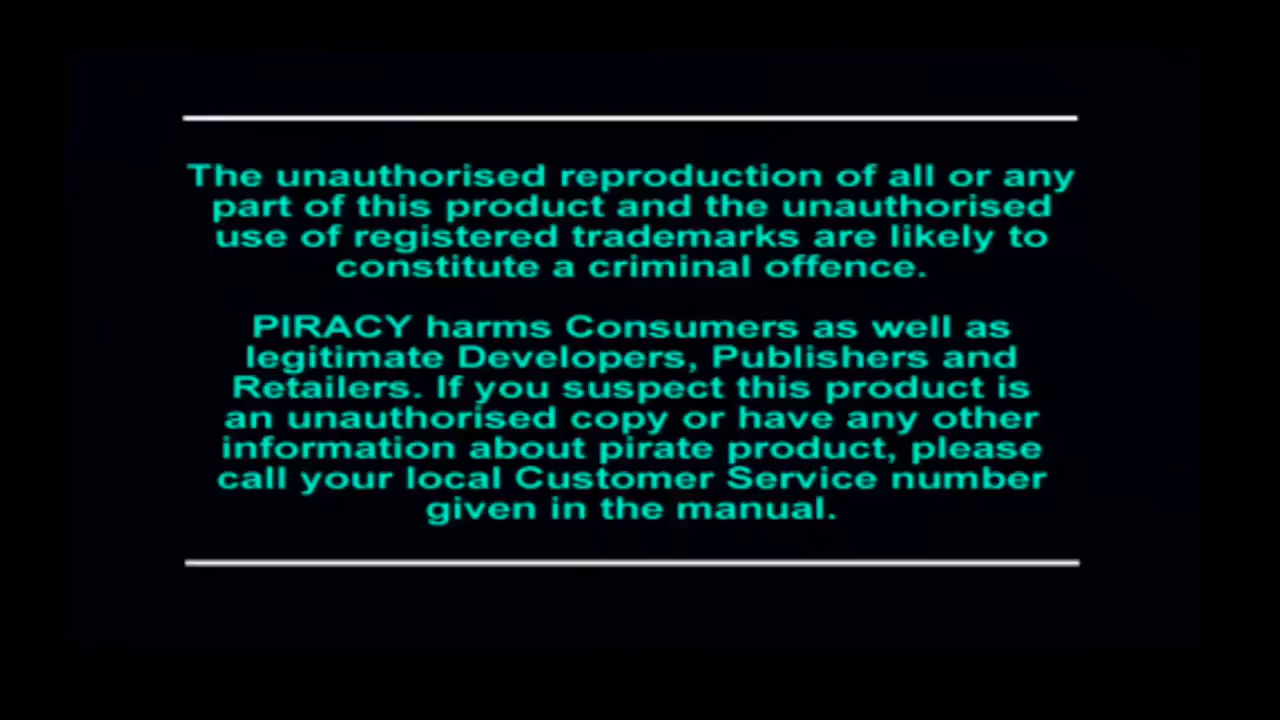 The unauthorised reproduction of all or any
part of this product and the unauthorised
use of registered trademarks are likely to
constitute a criminal offence.
PIRACY harms Consumers as well as
legitimate Developers, Publishers and
Retailers. If you suspect this product is
an unauthorised copy or have any other
information about pirate product, please
call your local Customer Service number
given in the manual.